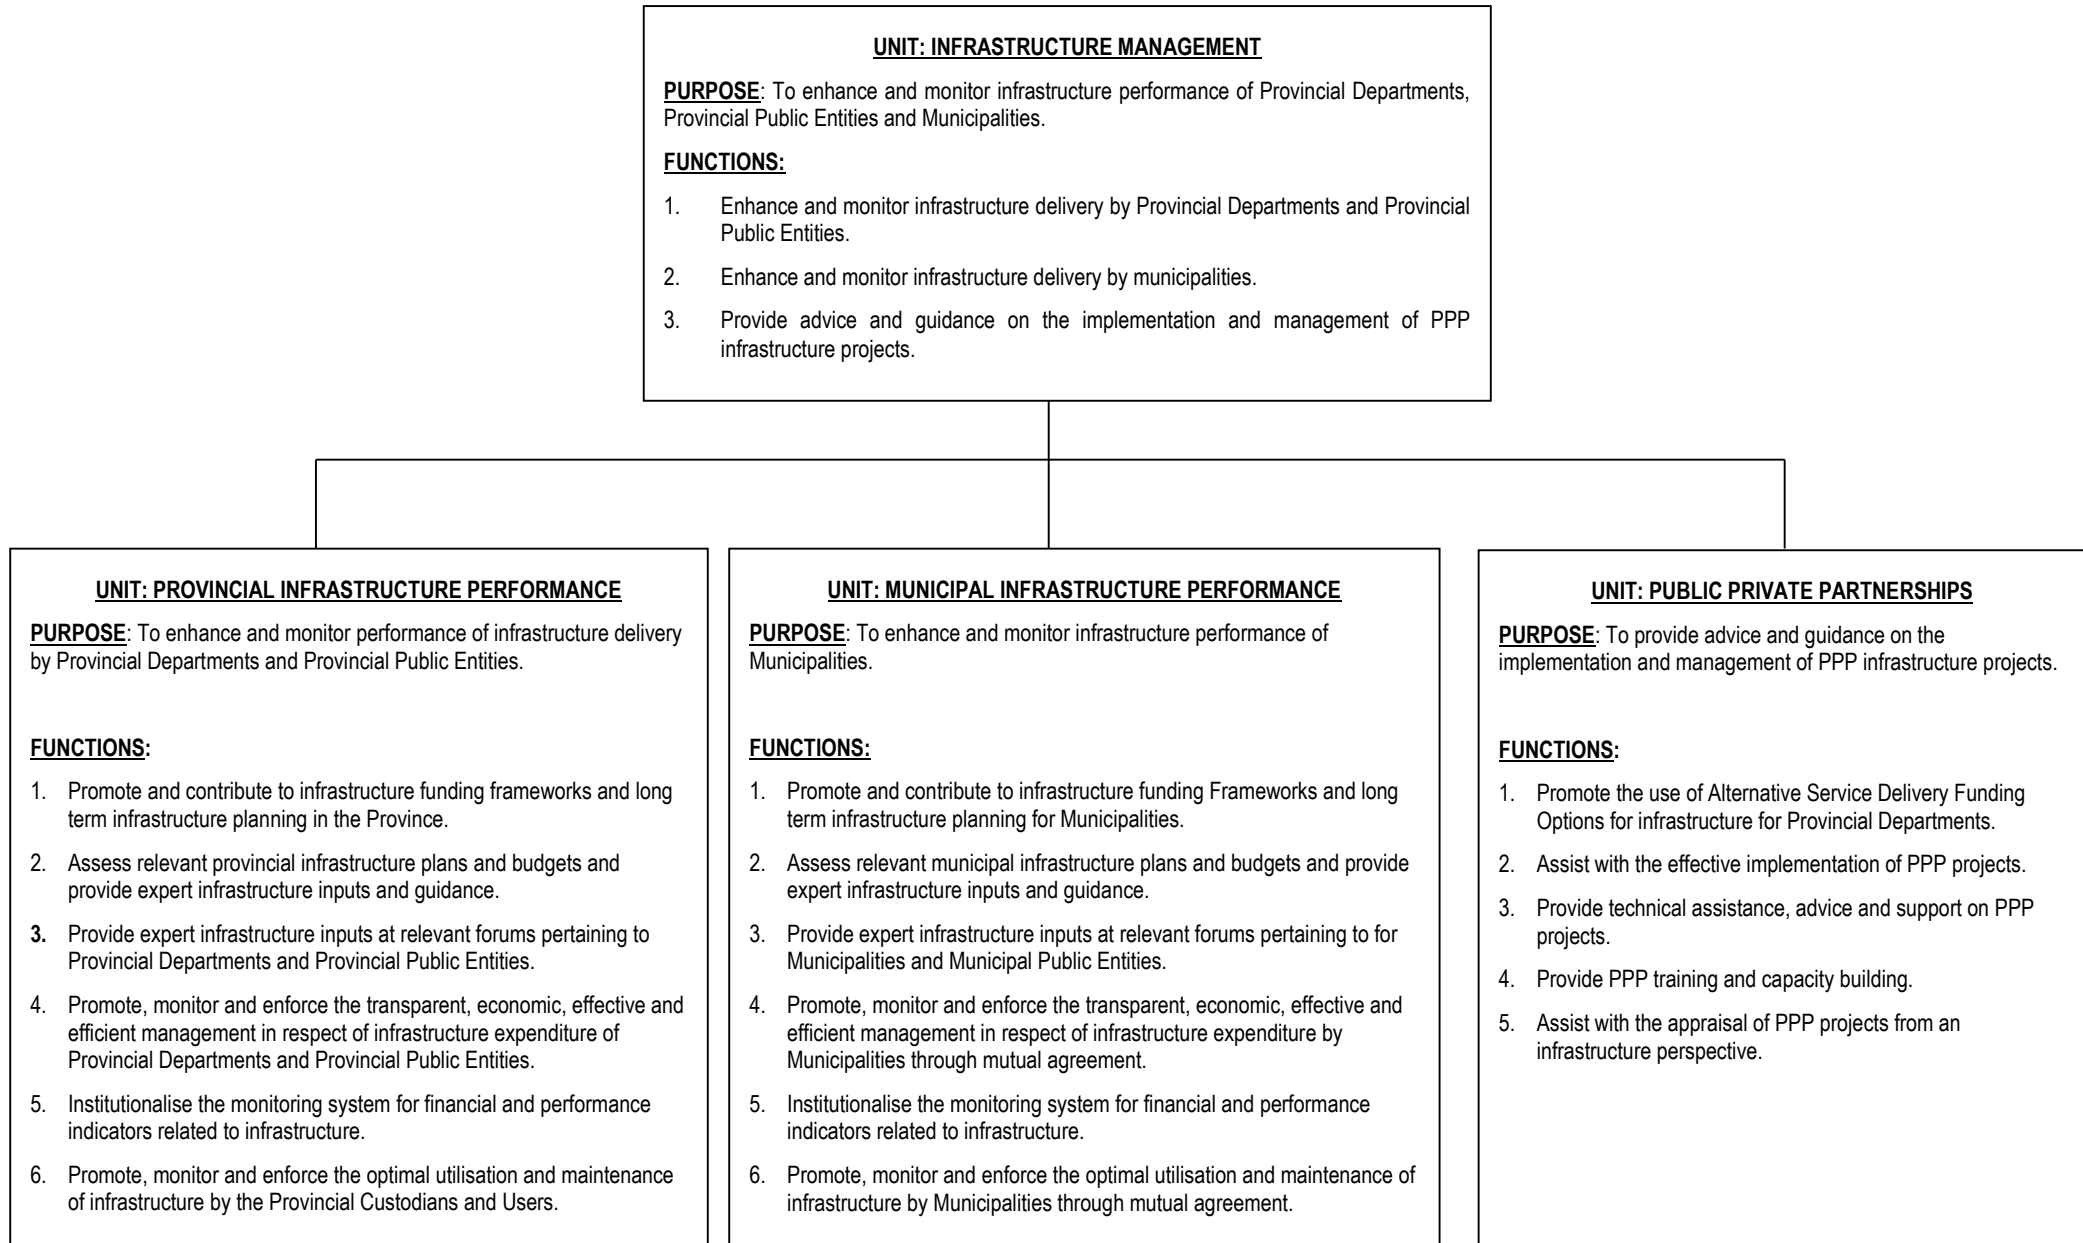 UNIT: INFRASTRUCTURE MANAGEMENT
PURPOSE: To enhance and monitor infrastructure performance of Provincial Departments,
Provincial Public Entities and Municipalities.
FUNCTIONS:
1. Enhance and monitor infrastructure delivery by Provincial Departments and Provincial
Public Entities.
2. Enhance and monitor infrastructure delivery by municipalities.
3. Provide advice and guidance on the implementation and management of PPP
infrastructure projects.
UNIT: PROVINCIAL INFRASTRUCTURE PERFORMANCE
PURPOSE: To enhance and monitor performance of infrastructure delivery
by Provincial Departments and Provincial Public Entities.
FUNCTIONS:
1. Promote and contribute to infrastructure funding frameworks and long
term infrastructure planning in the Province.
2. Assess relevant provincial infrastructure plans and budgets and
provide expert infrastructure inputs and guidance.
3. Provide expert infrastructure inputs at relevant forums pertaining to
Provincial Departments and Provincial Public Entities.
4. Promote, monitor and enforce the transparent, economic, effective and
efficient management in respect of infrastructure expenditure of
Provincial Departments and Provincial Public Entities.
5. Institutionalise the monitoring system for financial and performance
indicators related to infrastructure.
6. Promote, monitor and enforce the optimal utilisation and maintenance
of infrastructure by the Provincial Custodians and Users.
UNIT: MUNICIPAL INFRASTRUCTURE PERFORMANCE
PURPOSE: To enhance and monitor infrastructure performance of
Municipalities.
FUNCTIONS:
1. Promote and contribute to infrastructure funding Frameworks and long
term infrastructure planning for Municipalities.
2. Assess relevant municipal infrastructure plans and budgets and provide
expert infrastructure inputs and guidance.
3. Provide expert infrastructure inputs at relevant forums pertaining to for
Municipalities and Municipal Public Entities.
4. Promote, monitor and enforce the transparent, economic, effective and
efficient management in respect of infrastructure expenditure by
Municipalities through mutual agreement.
5. Institutionalise the monitoring system for financial and performance
indicators related to infrastructure.
6. Promote, monitor and enforce the optimal utilisation and maintenance of
infrastructure by Municipalities through mutual agreement.
UNIT: PUBLIC PRIVATE PARTNERSHIPS
PURPOSE: To provide advice and guidance on the
implementation and management of PPP infrastructure projects.
FUNCTIONS:
1. Promote the use of Alternative Service Delivery Funding
Options for infrastructure for Provincial Departments.
2. Assist with the effective implementation of PPP projects.
3. Provide technical assistance, advice and support on PPP
projects.
4. Provide PPP training and capacity building.
5. Assist with the appraisal of PPP projects from an
infrastructure perspective.